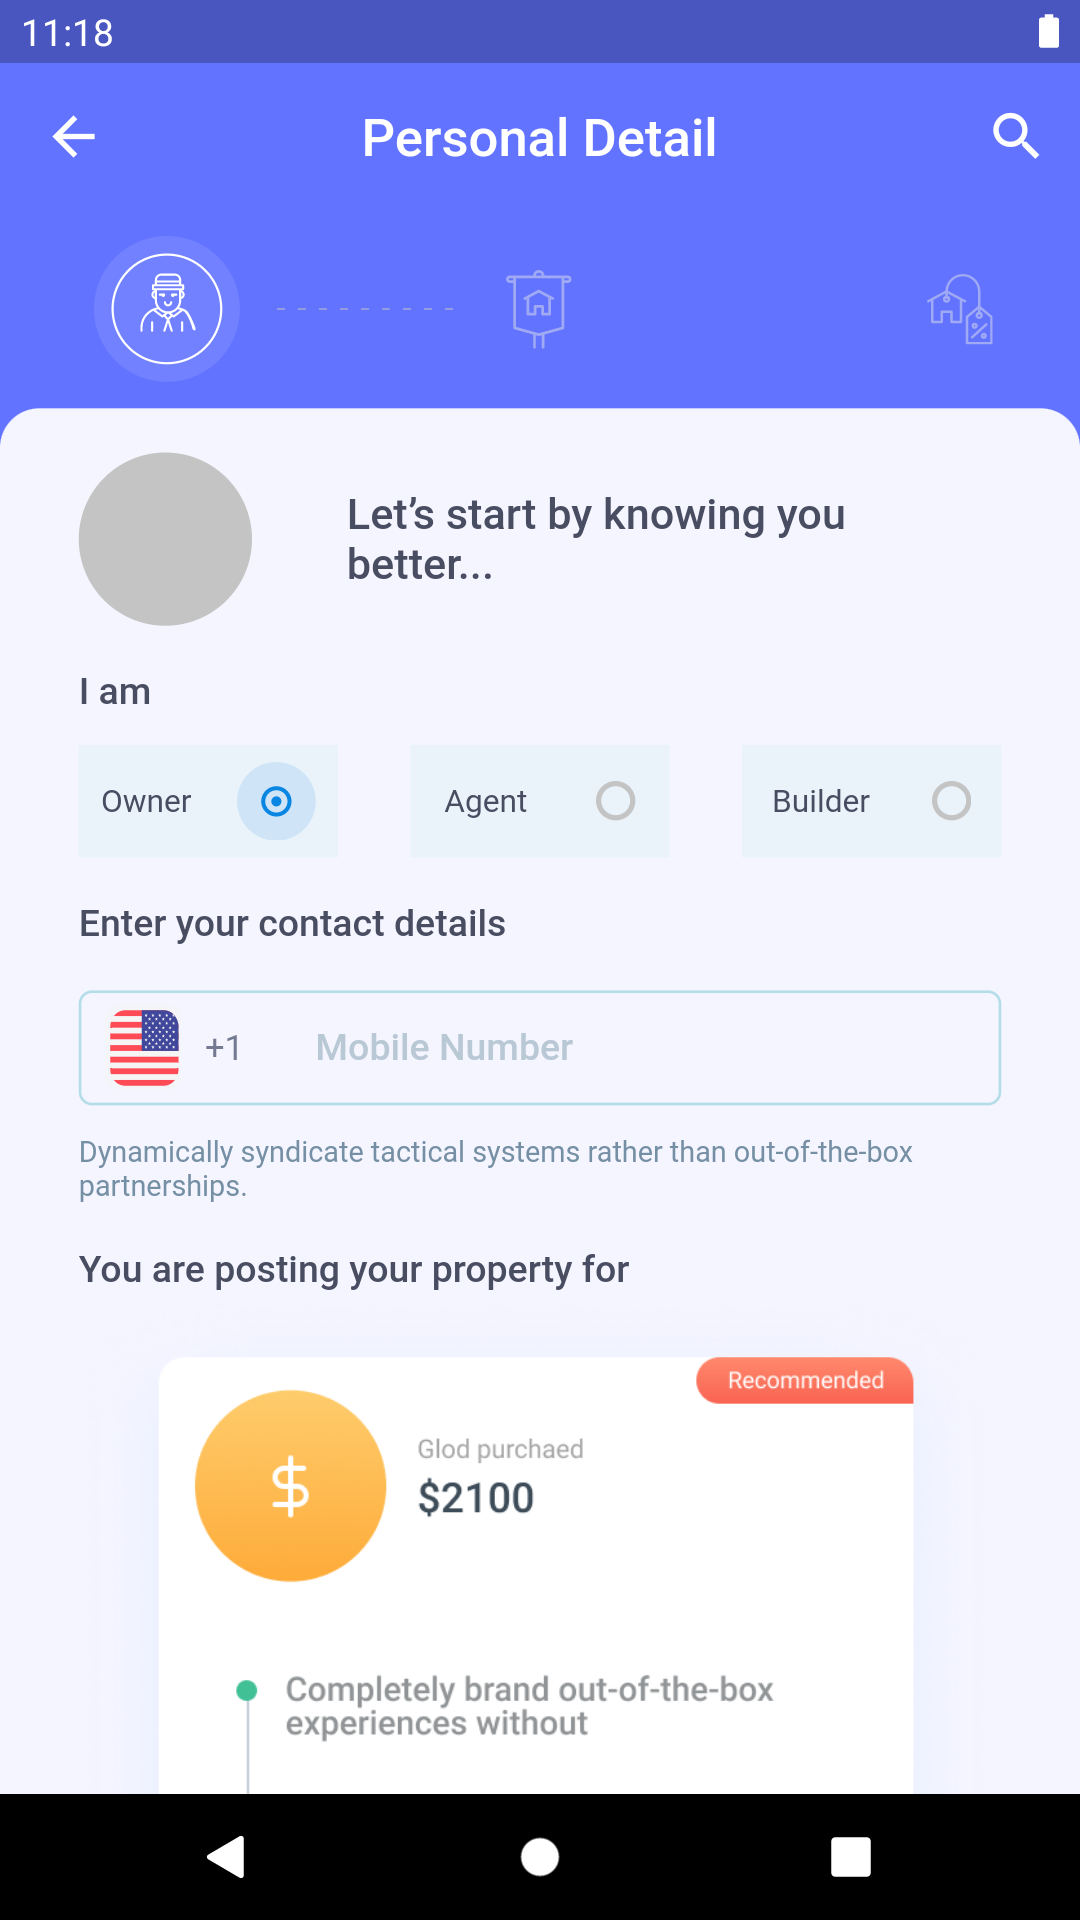 11:18
Personal Detail
Let’s start by knowing you
better...
I am
Owner
Agent
Builder
Enter your contact details
+1
Mobile Number
Dynamically syndicate tactical systems rather than out-of-the-box
partnerships.
You are posting your property for
Recommended
Glod purchaed
$2100
Completely brand out-of-the-box
experiences without